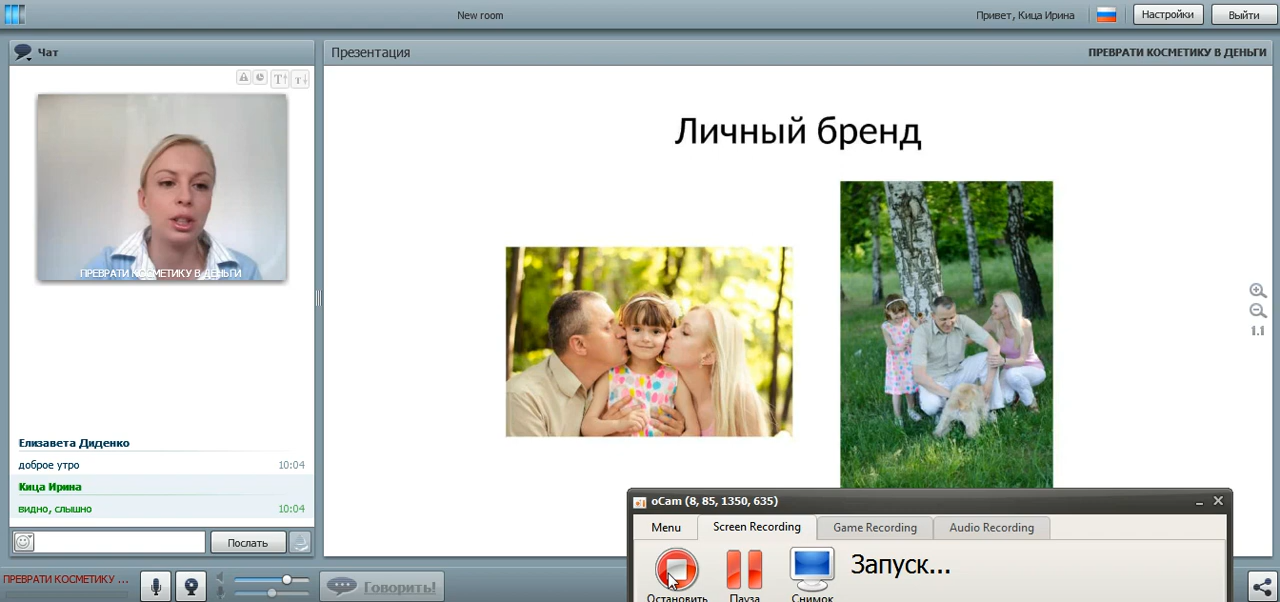 New room
Привет, Кица Ирина
Настройки
Выйти
Чат
Презентация
ПРЕВРАТИ КОСМЕТИКУ В ДЕНЬГИ
T T
ПРЕВРАТИ КОСМЕТИКУ В ДЕНЬГИ
Личный бренд
1.1
Елизавета Диденко
доброе утро 10:04
Кица Ирина
видно, слышно 10:04
Послать
oCam (8, 85, 1350, 635)
Menu
Screen Recording
Game Recording
Audio Recording
Запуск...
Остановить
Пауза
Снимок
ПРЕВРАТИ КОСМЕТИКУ ...
Говорить!